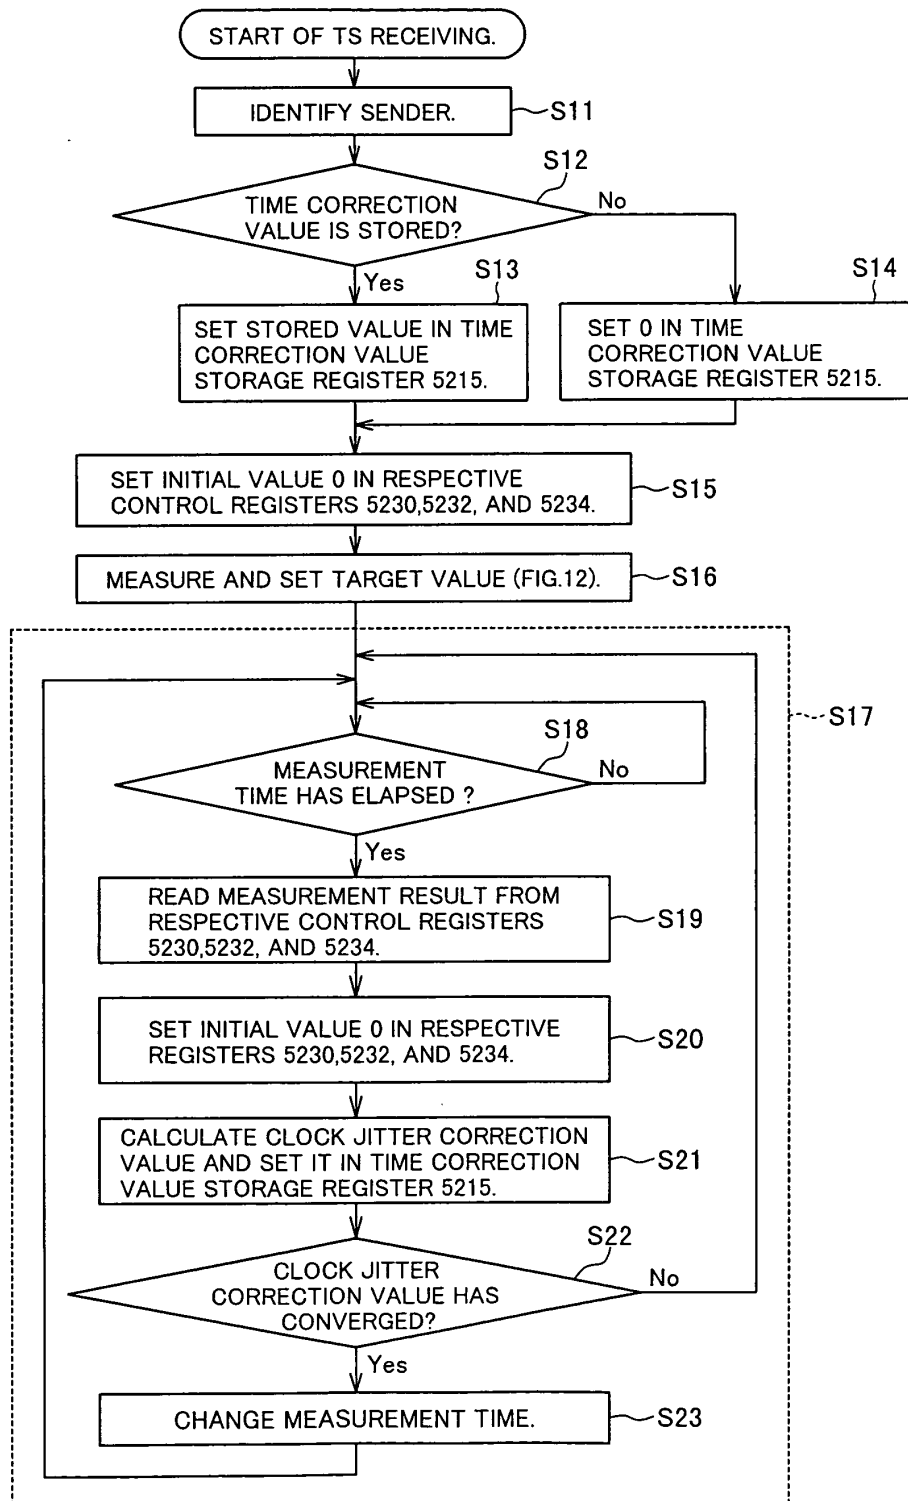 START OF TS RECEIVING.
IDENTIFY SENDER.
S11
S12
TIME CORRECTION
VALUE IS STORED?
No
Yes
S13
SET STORED VALUE IN TIME
CORRECTION VALUE
STORAGE REGISTER 5215.
S14
SET 0 IN TIME
CORRECTION VALUE
STORAGE REGISTER 5215.
SET INITIAL VALUE 0 IN RESPECTIVE
CONTROL REGISTERS 5230,5232, AND 5234.
S15
MEASURE AND SET TARGET VALUE (FIG.12).
S16
S17
S18
MEASUREMENT
TIME HAS ELAPSED ?
No
Yes
READ MEASUREMENT RESULT FROM
RESPECTIVE CONTROL REGISTERS
5230,5232, AND 5234.
S19
SET INITIAL VALUE 0 IN RESPECTIVE
REGISTERS 5230,5232, AND 5234.
S20
CALCULATE CLOCK JITTER CORRECTION
VALUE AND SET IT IN TIME CORRECTION
VALUE STORAGE REGISTER 5215.
S21
S22
CLOCK JITTER
CORRECTION VALUE HAS
CONVERGED?
No
Yes
CHANGE MEASUREMENT TIME.
S23